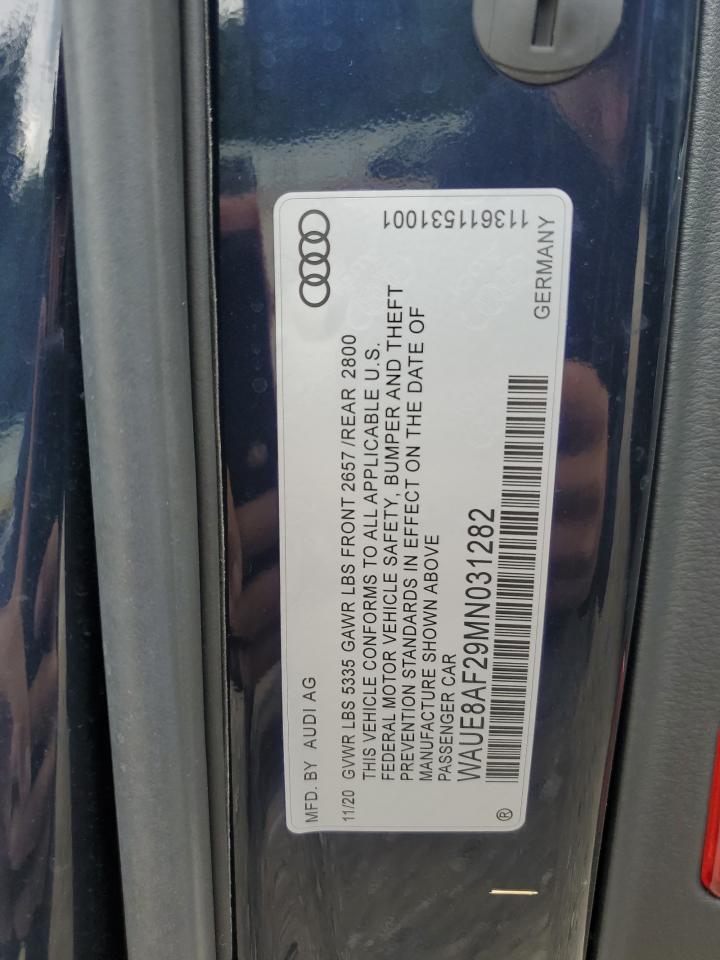 MFD. BY AUDI AG
11/20 GVWR LBS 5335 GAWR LBS FRONT 2657 /REAR 2800
THIS VEHICLE CONFORMS TO ALL APPLICABLE U.S.
FEDERAL MOTOR VEHICLE SAFETY, BUMPER AND THEFT
PREVENTION STANDARDS IN EFFECT ON THE DATE OF
MANUFACTURE SHOWN ABOVE
PASSENGER CAR
WAUE8AF29MN031282
®
GERMANY
113611531001